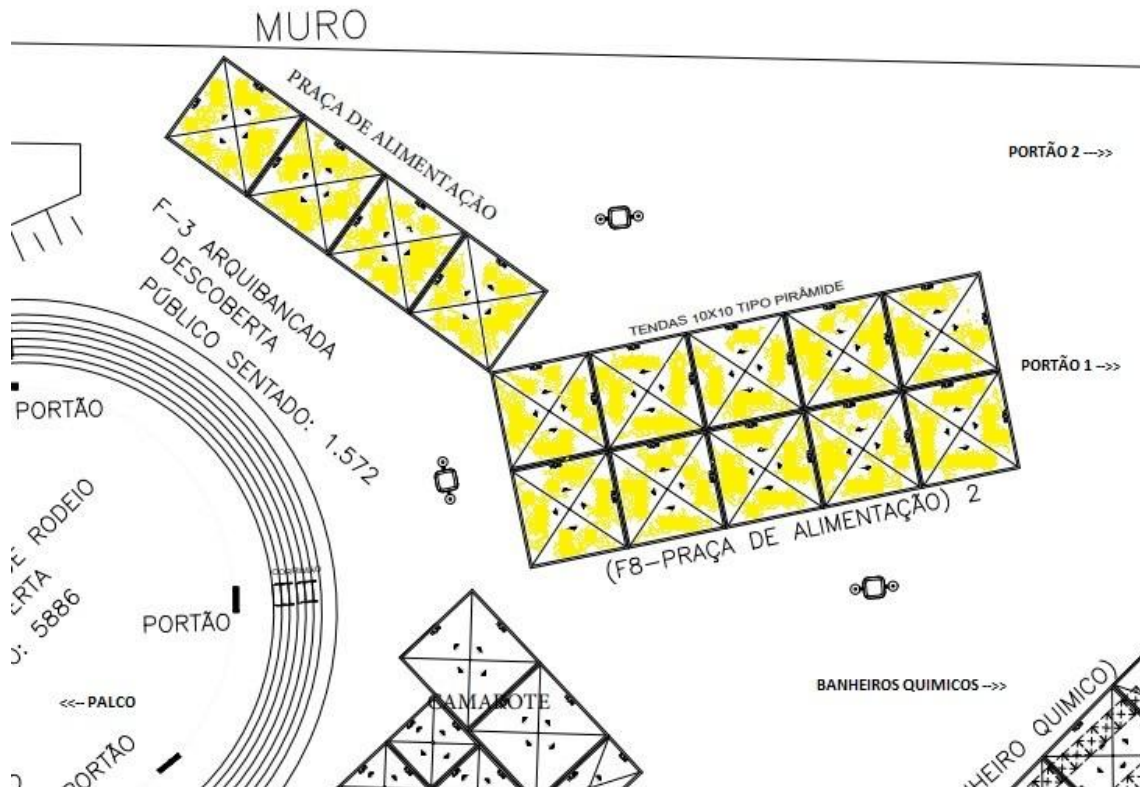 MURO
PRAÇA DE ALIMENTAÇÃO
PORTÃO 2 --->>
F-3 ARQUIBANCADA
DESCOBERTA
PÚBLICO SENTADO: 1.572
TENDAS 10X10 TIPO PIRÂMIDE
PORTÃO 1 -->>
PORTÃO
E RODEIO
ERTA
O: 5886
(F8-PRAÇA DE ALIMENTAÇÃO) 2
PORTÃO
<<-- PALCO
CAMAROTE
BANHEIROS QUIMICOS -->>
PORTÃO
NHEIRO QUIMICO)